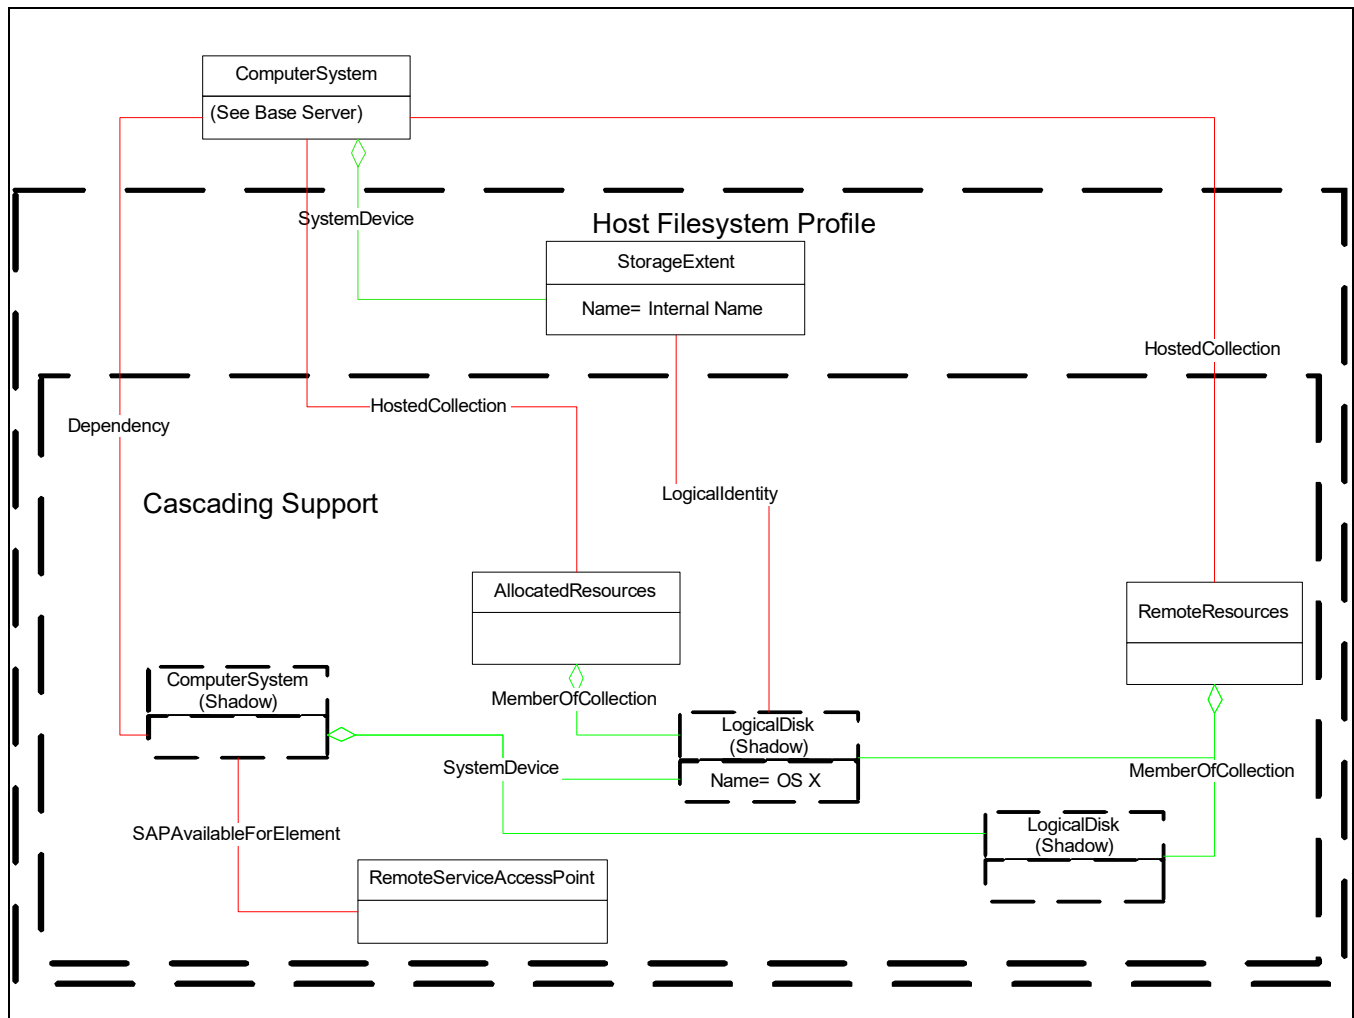 ComputerSystem
(See Base Server)
SystemDevice
Host Filesystem Profile
StorageExtent
Name= Internal Name
HostedCollection
HostedCollection
Dependency
LogicalIdentity
Cascading Support
AllocatedResources
RemoteResources
ComputerSystem
(Shadow)
MemberOfCollection
LogicalDisk
(Shadow)
Name= OS X
SystemDevice
MemberOfCollection
LogicalDisk
(Shadow)
SAPAvailableForElement
RemoteServiceAccessPoint